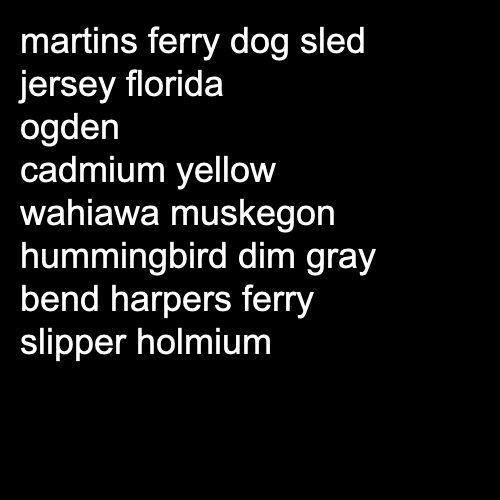 martins ferry dog sled
jersey florida
ogden
cadmium yellow
wahiawa muskegon
hummingbird dim gray
bend harpers ferry
slipper holmium